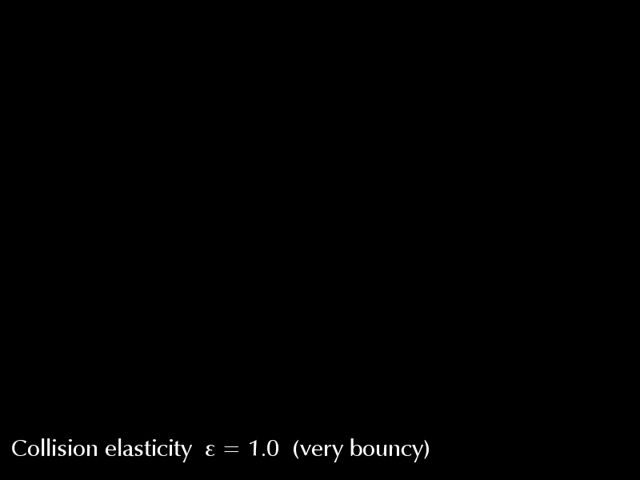 Collision elasticity ε = 1.0 (very bouncy)